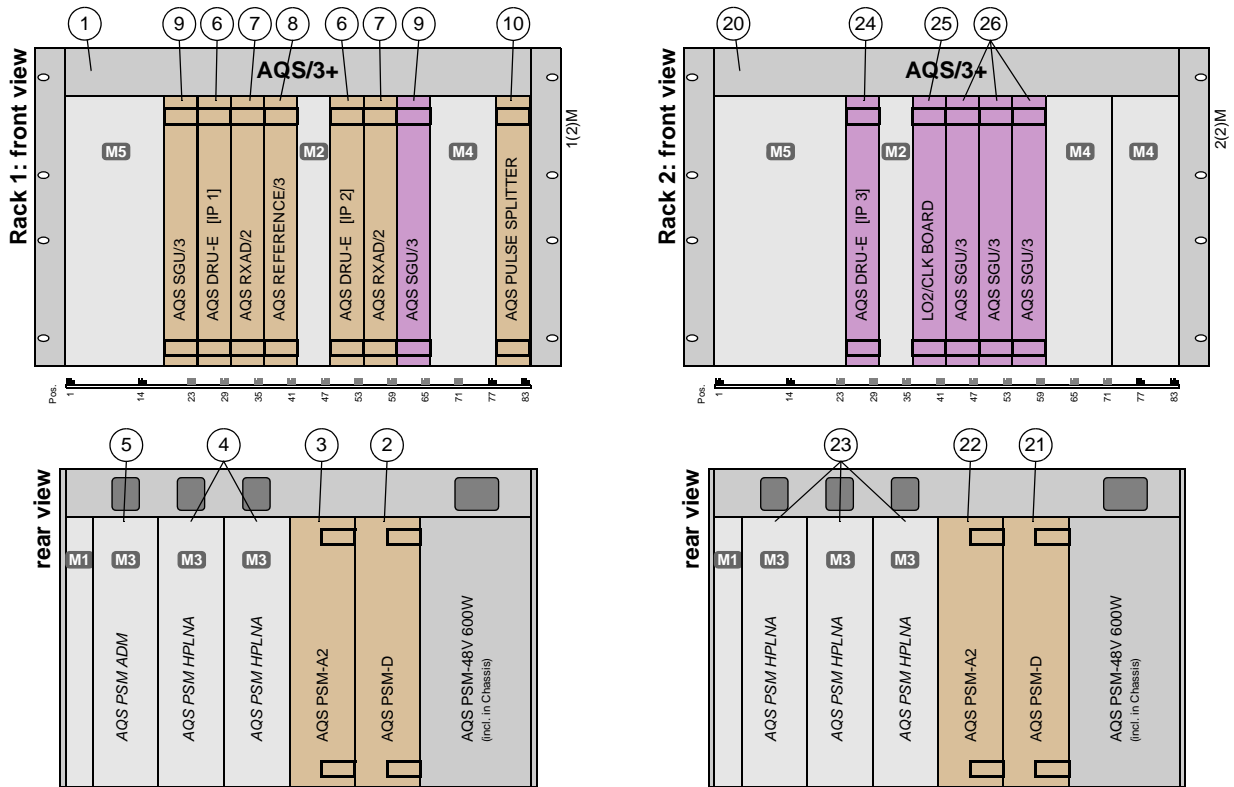 1 9 6 7 8 6 7 9 10
Rack 1: front view
AQS/3+
1(2)M
M5 M2 M4
AQS SGU/3
AQS DRU-E [IP 1]
AQS RXAD/2
AQS REFERENCE/3
AQS DRU-E [IP 2]
AQS RXAD/2
AQS SGU/3
AQS PULSE SPLITTER
Pos. 1 14 23 29 35 41 47 53 59 65 71 77 83
20 24 25 26
Rack 2: front view
AQS/3+
2(2)M
M5 M2 M4 M4
AQS DRU-E [IP 3]
LO2/CLK BOARD
AQS SGU/3
AQS SGU/3
AQS SGU/3
Pos. 1 14 23 29 35 41 47 53 59 65 71 77 83
5 4 3 2
rear view
M1 M3 M3 M3
AQS PSM ADM
AQS PSM HPLNA
AQS PSM HPLNA
AQS PSM-A2
AQS PSM-D
AQS PSM-48V 600W
(incl. in Chassis)
23 22 21
rear view
M1 M3 M3 M3
AQS PSM HPLNA
AQS PSM HPLNA
AQS PSM HPLNA
AQS PSM-A2
AQS PSM-D
AQS PSM-48V 600W
(incl. in Chassis)